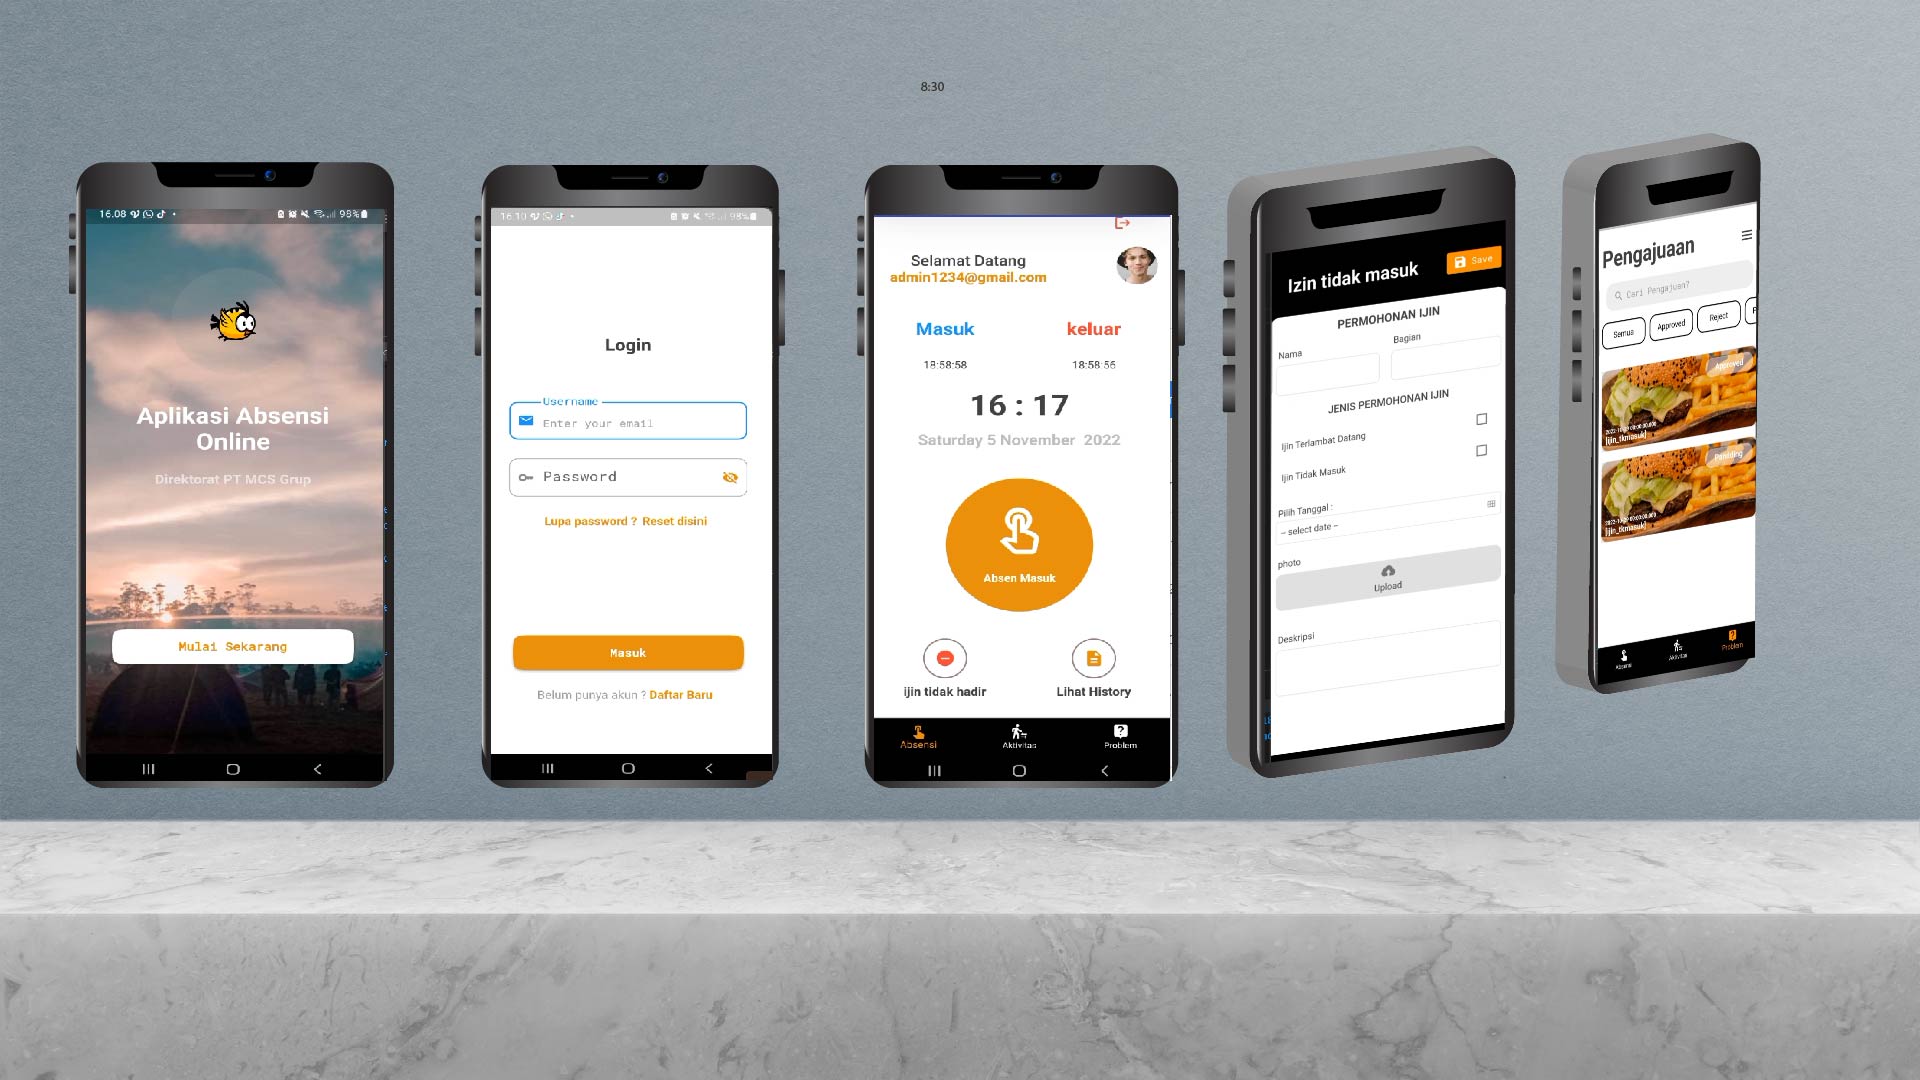 8:30
16.08
98%
Aplikasi Absensi
Online
Direktorat PT MCS Grup
Mulai Sekarang
16.10
98%
Login
Username
Enter your email
Password
Lupa password ? Reset disini
Masuk
Belum punya akun ? Daftar Baru
Selamat Datang
admin1234@gmail.com
Masuk
keluar
18:58:58
18:58:56
16 : 17
Saturday 5 November 2022
Absen Masuk
ijin tidak hadir
Lihat History
Absensi
Aktivitas
Problem
Izin tidak masuk
Save
PERMOHONAN IJIN
Nama
Bagian
JENIS PERMOHONAN IJIN
Ijin Terlambat Datang
Ijin Tidak Masuk
Pilih Tanggal :
-- select date --
photo
Upload
Deskripsi
Pengajuaan
Cari Pengajuan?
Semua
Approved
Reject
Approved
[ijin_tkmasuk]
[ijin_tkmasuk]
Absensi
Aktivitas
Problem